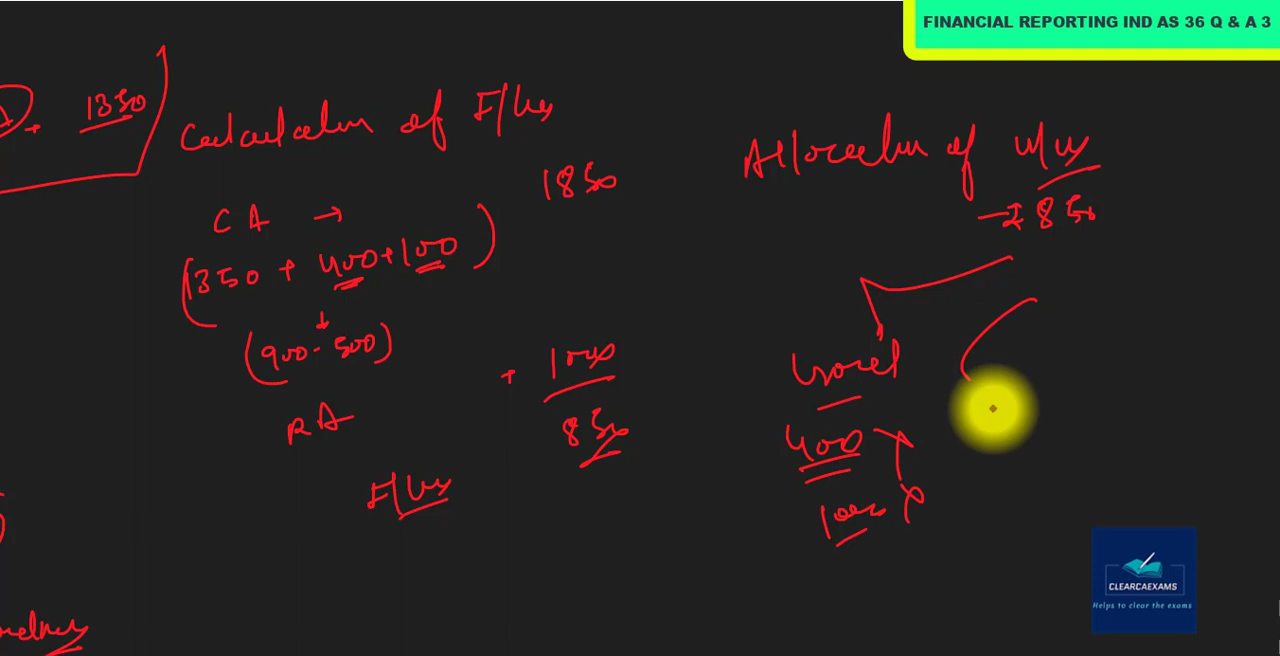 FINANCIAL REPORTING IND AS 36 Q & A 3
1350
Calculation of I/Loss
1850
CA →
(1350 + 400 + 100)
(900 - 500)
+ 1000
RA
850
I/Loss
Allocation of I/Loss
→ 850
400
1000
CLEARCAEXAMS
Helps to clear the exams